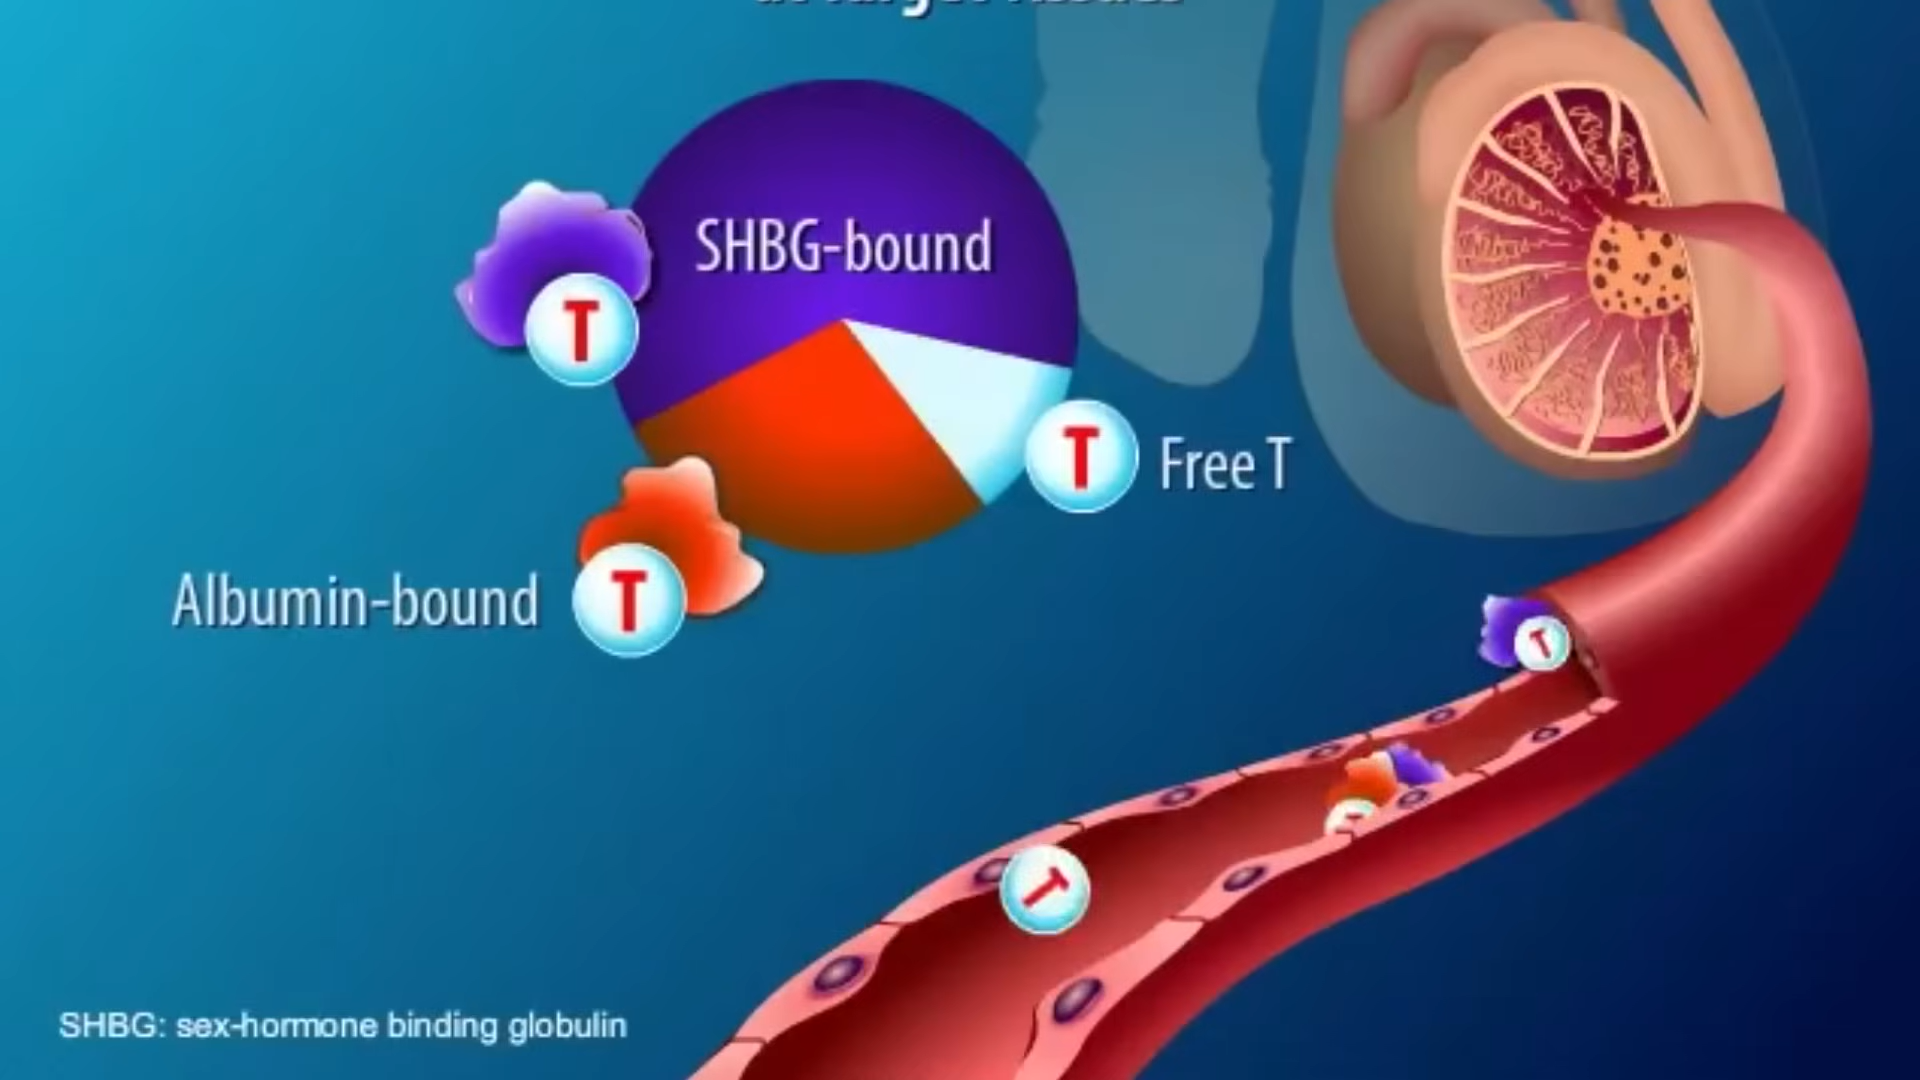 SHBG-bound
T
T
Free T
Albumin-bound
T
T
T
SHBG: sex-hormone binding globulin